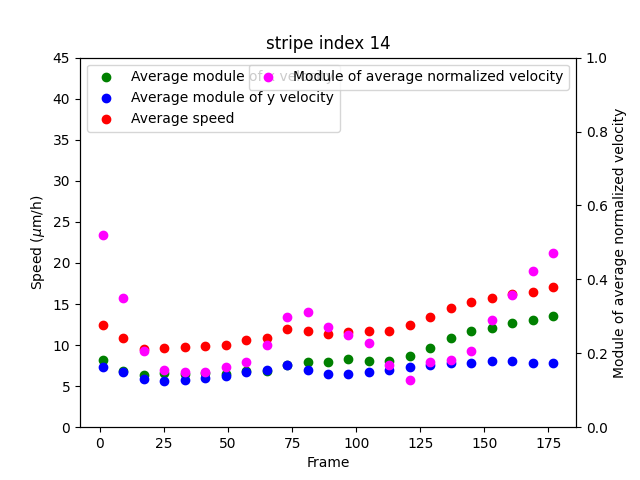 stripe index 14
Average module of x velocity
Average module of y velocity
Average speed
Module of average normalized velocity
45
40
35
30
25
20
15
10
5
0
Speed (μm/h)
1.0
0.8
0.6
0.4
0.2
0.0
Module of average normalized velocity
0 25 50 75 100 125 150 175
Frame